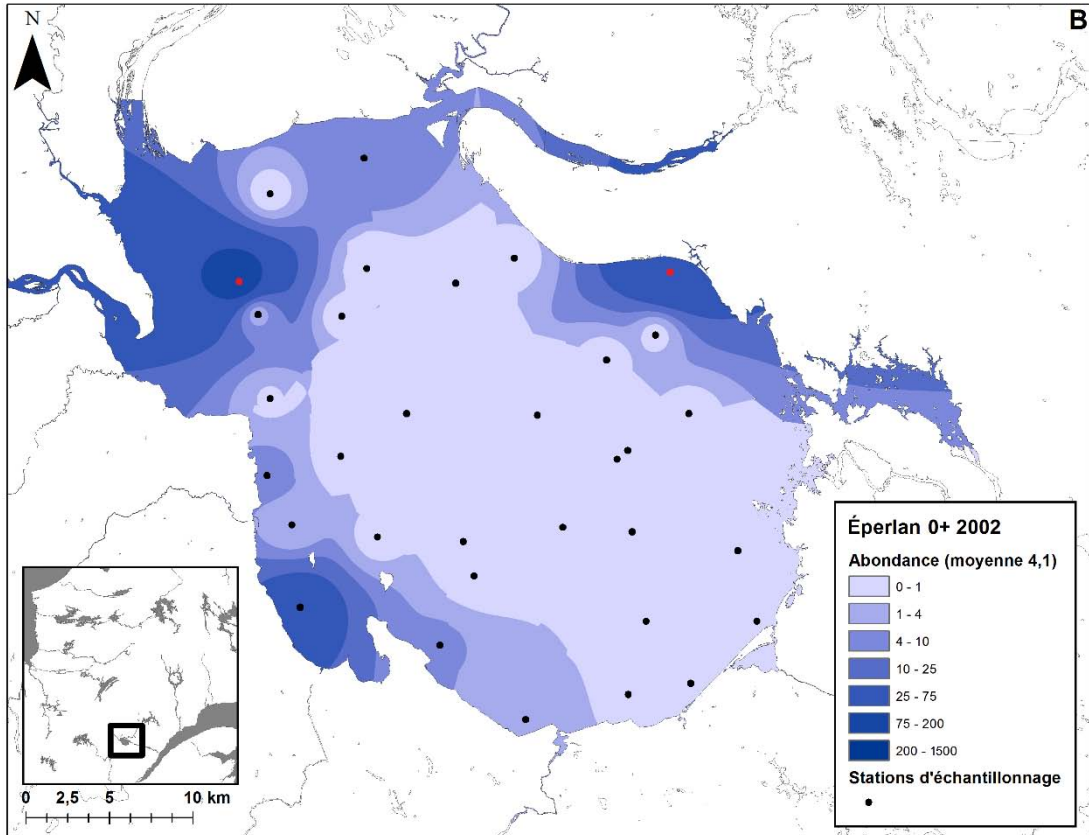 N
B
Éperlan 0+ 2002
Abondance (moyenne 4,1)
0 - 1
1 - 4
4 - 10
10 - 25
25 - 75
75 - 200
200 - 1500
Stations d'échantillonnage
0 2,5 5 10 km